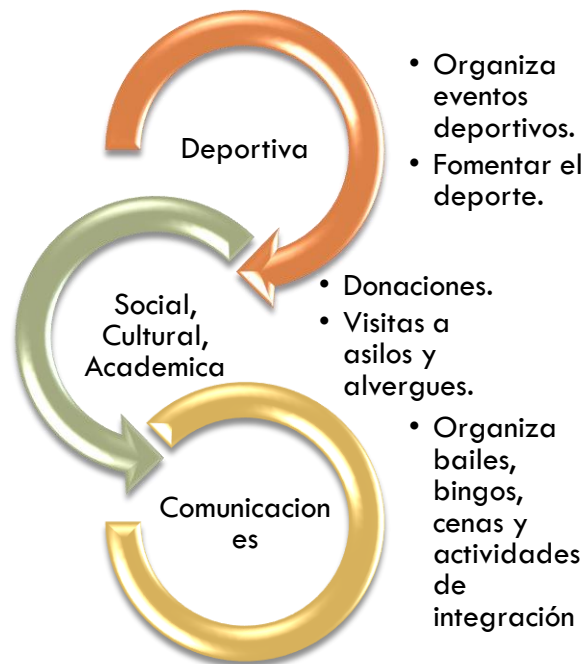 Deportiva
• Organiza
eventos
deportivos.
• Fomentar el
deporte.
Social,
Cultural,
Academica
• Donaciones.
• Visitas a
asilos y
alvergues.
Comunicacion
es
• Organiza
bailes,
bingos,
cenas y
actividades
de
integración